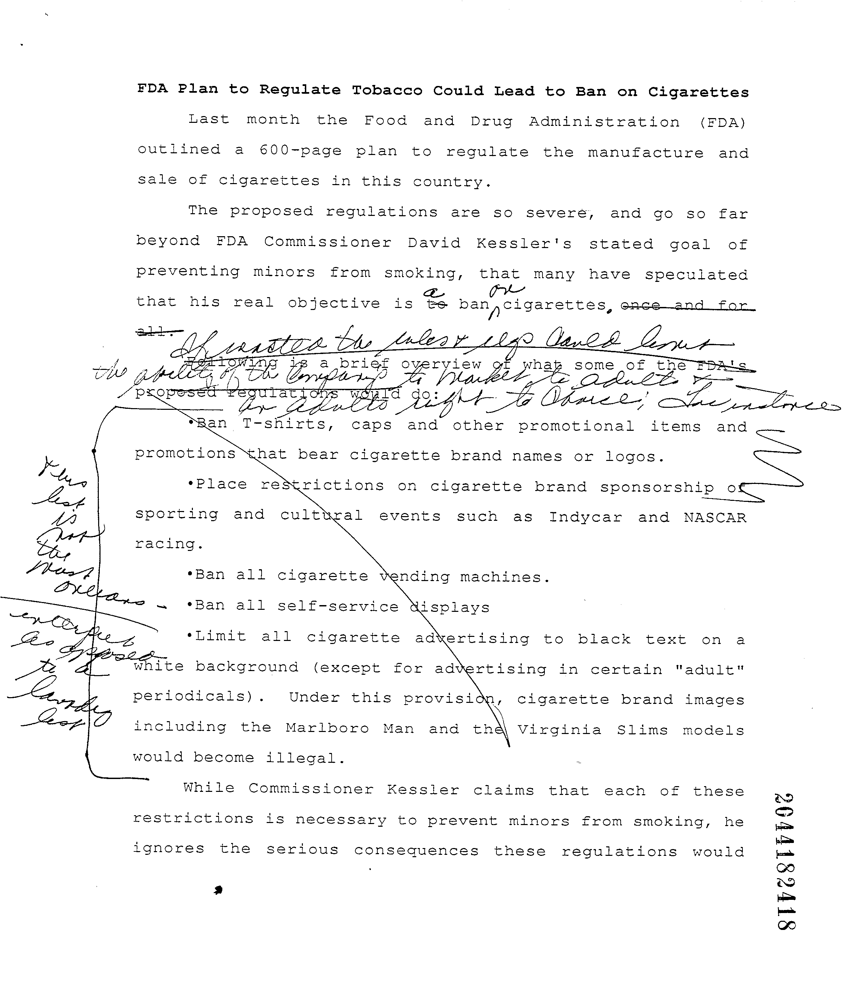 FDA Plan to Regulate Tobacco Could Lead to Ban on Cigarettes
Last month the Food and Drug Administration (FDA)
outlined a 600-page plan to regulate the manufacture and
sale of cigarettes in this country.
The proposed regulations are so severe, and go so far
beyond FDA Commissioner David Kessler's stated goal of
preventing minors from smoking, that many have speculated
a on
that his real objective is to ban cigarettes, once and for
all.
If enacted the rules & regs would limit
Following is a brief overview of what some of the FDA's
the ability of the Company's to market to adults &
proposed regulations would do:
an adults right to Choice; For instance
•Ban T-shirts, caps and other promotional items and
promotions that bear cigarette brand names or logos.
•Place restrictions on cigarette brand sponsorship of
sporting and cultural events such as Indycar and NASCAR
racing.
•Ban all cigarette vending machines.
•Ban all self-service displays
•Limit all cigarette advertising to black text on a
white background (except for advertising in certain "adult"
periodicals). Under this provision, cigarette brand images
including the Marlboro Man and the Virginia Slims models
would become illegal.
this
list
is
not
the
most
as opposed
to a
laundry
list
While Commissioner Kessler claims that each of these
restrictions is necessary to prevent minors from smoking, he
ignores the serious consequences these regulations would
2044182418